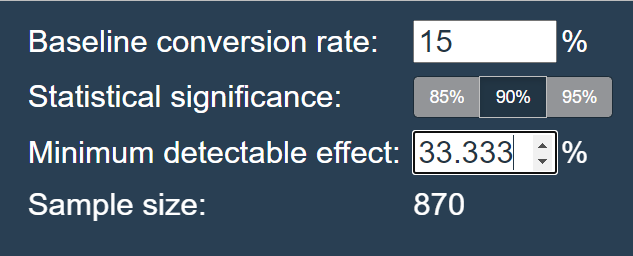 Baseline conversion rate: 15 %
Statistical significance: 85% 90% 95%
Minimum detectable effect: 33.333 %
Sample size: 870